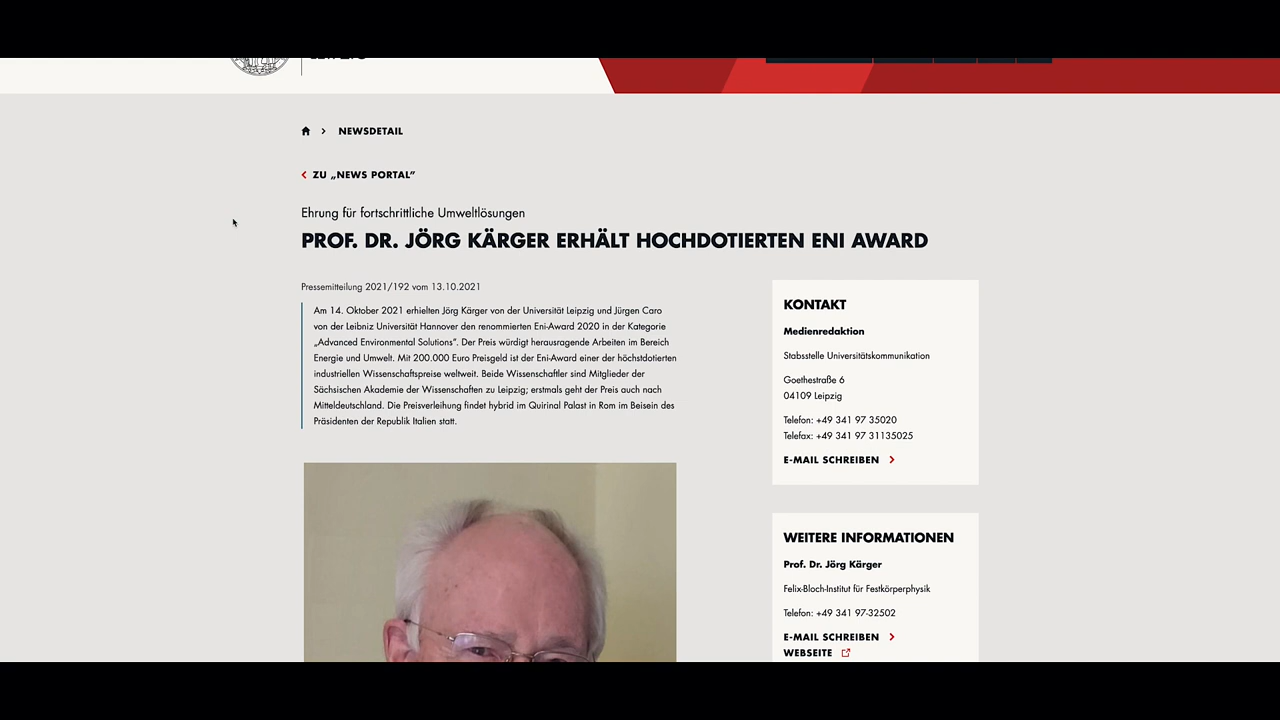 NEWSDETAIL
ZU „NEWS PORTAL”
Ehrung für fortschrittliche Umweltlösungen
PROF. DR. JÖRG KÄRGER ERHÄLT HOCHDOTIERTEN ENI AWARD
Pressemitteilung 2021/192 vom 13.10.2021
Am 14. Oktober 2021 erhielten Jörg Kärger von der Universität Leipzig und Jürgen Caro
von der Leibniz Universität Hannover den renommierten Eni-Award 2020 in der Kategorie
„Advanced Environmental Solutions”. Der Preis würdigt herausragende Arbeiten im Bereich
Energie und Umwelt. Mit 200.000 Euro Preisgeld ist der Eni-Award einer der höchstdotierten
industriellen Wissenschaftspreise weltweit. Beide Wissenschaftler sind Mitglieder der
Sächsischen Akademie der Wissenschaften zu Leipzig; erstmals geht der Preis auch nach
Mitteldeutschland. Die Preisverleihung findet hybrid im Quirinal Palast in Rom im Beisein des
Präsidenten der Republik Italien statt.
KONTAKT
Medienredaktion
Stabsstelle Universitätskommunikation
Goethestraße 6
04109 Leipzig
Telefon: +49 341 97 35020
Telefax: +49 341 97 31135025
E-MAIL SCHREIBEN
WEITERE INFORMATIONEN
Prof. Dr. Jörg Kärger
Felix-Bloch-Institut für Festkörperphysik
Telefon: +49 341 97-32502
E-MAIL SCHREIBEN
WEBSEITE